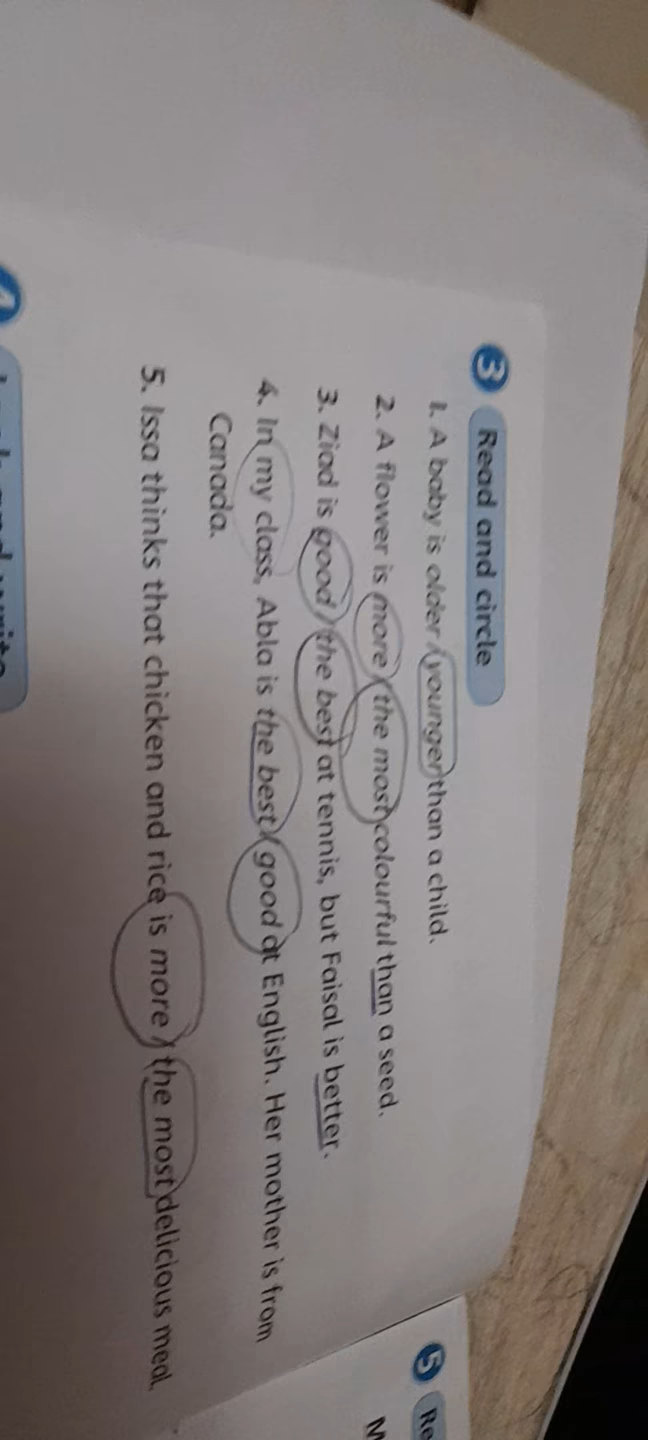 3 Read and circle
1. A baby is older / younger than a child.
2. A flower is more / the most colourful than a seed.
3. Ziad is good / the best at tennis, but Faisal is better.
4. In my class, Abla is the best / good at English. Her mother is from
Canada.
5. Issa thinks that chicken and rice is more / the most delicious meal.
5 Re
M